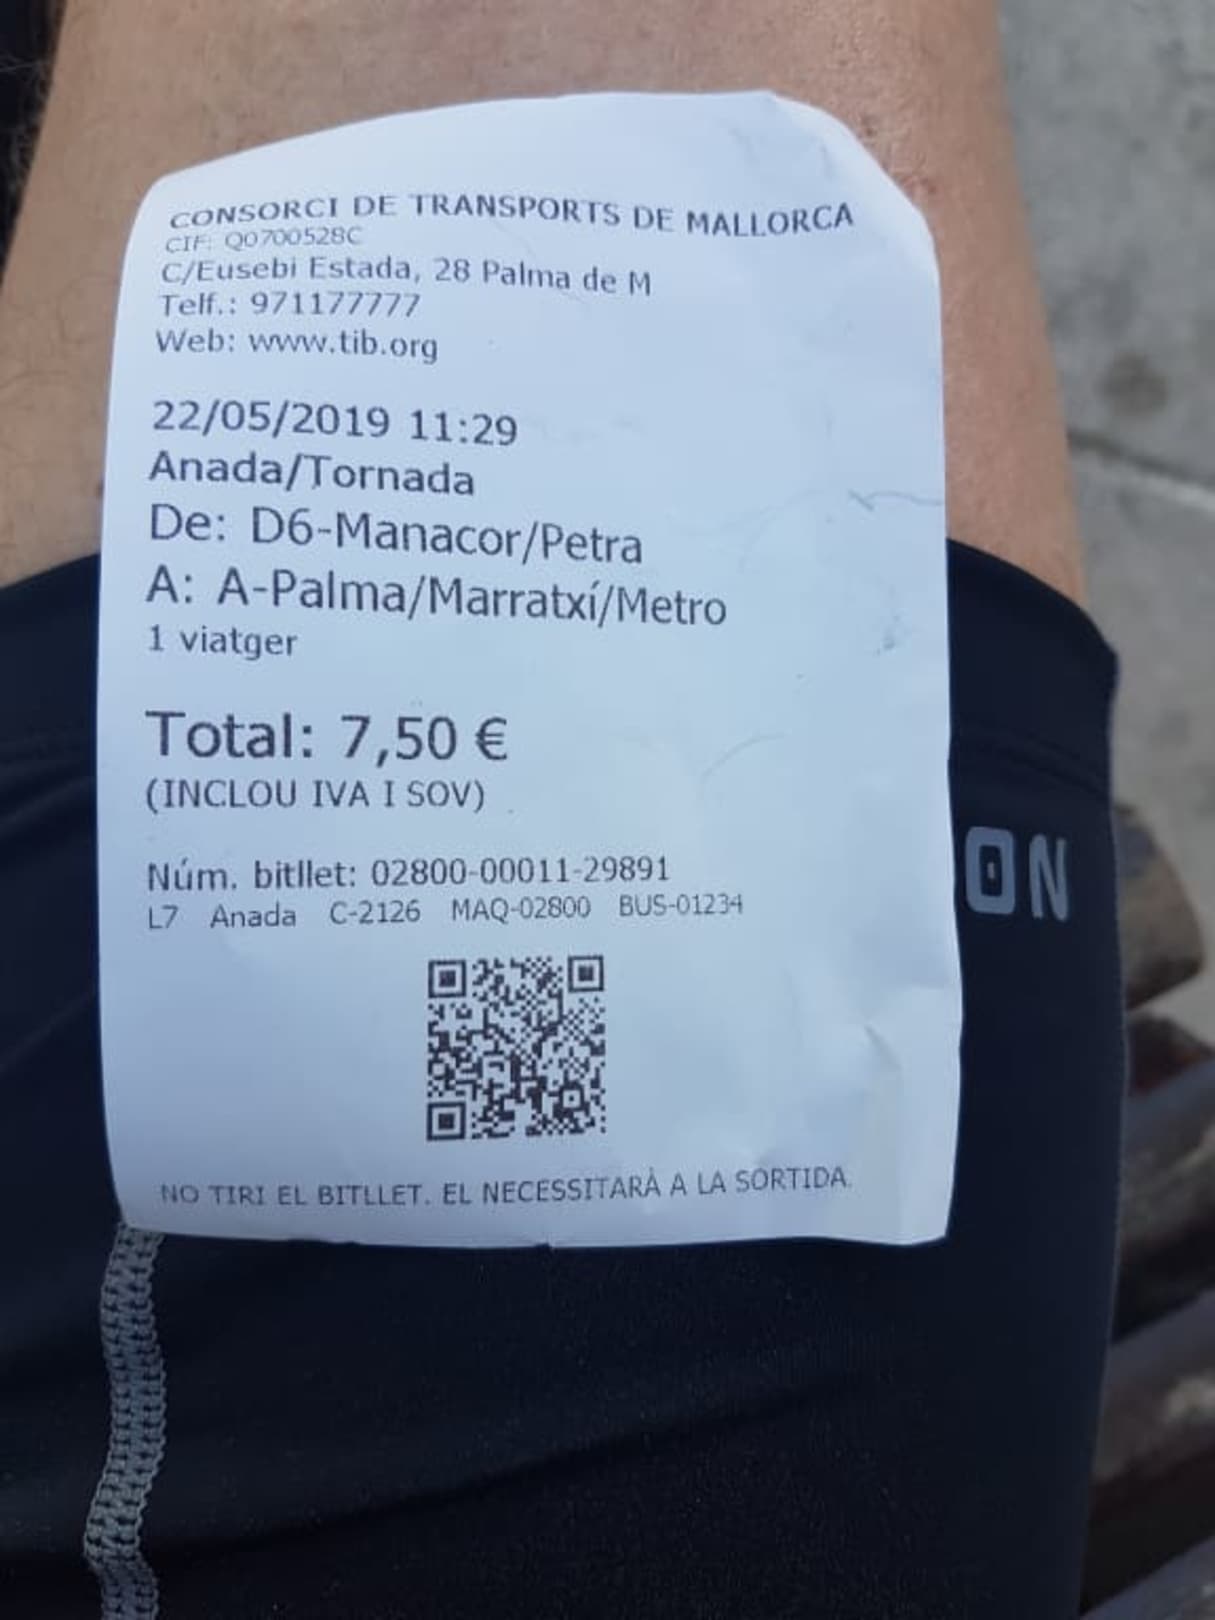 CONSORCI DE TRANSPORTS DE MALLORCA
CIF: Q0700528C
C/Eusebi Estada, 28 Palma de M
Telf.: 971177777
Web: www.tib.org
22/05/2019 11:29
Anada/Tornada
De: D6-Manacor/Petra
A: A-Palma/Marratxí/Metro
1 viatger
Total: 7,50 €
(INCLOU IVA I SOV)
Núm. bitllet: 02800-00011-29891
L7 Anada C-2126 MAQ-02800 BUS-01234
NO TIRI EL BITLLET. EL NECESSITARÀ A LA SORTIDA.
ON